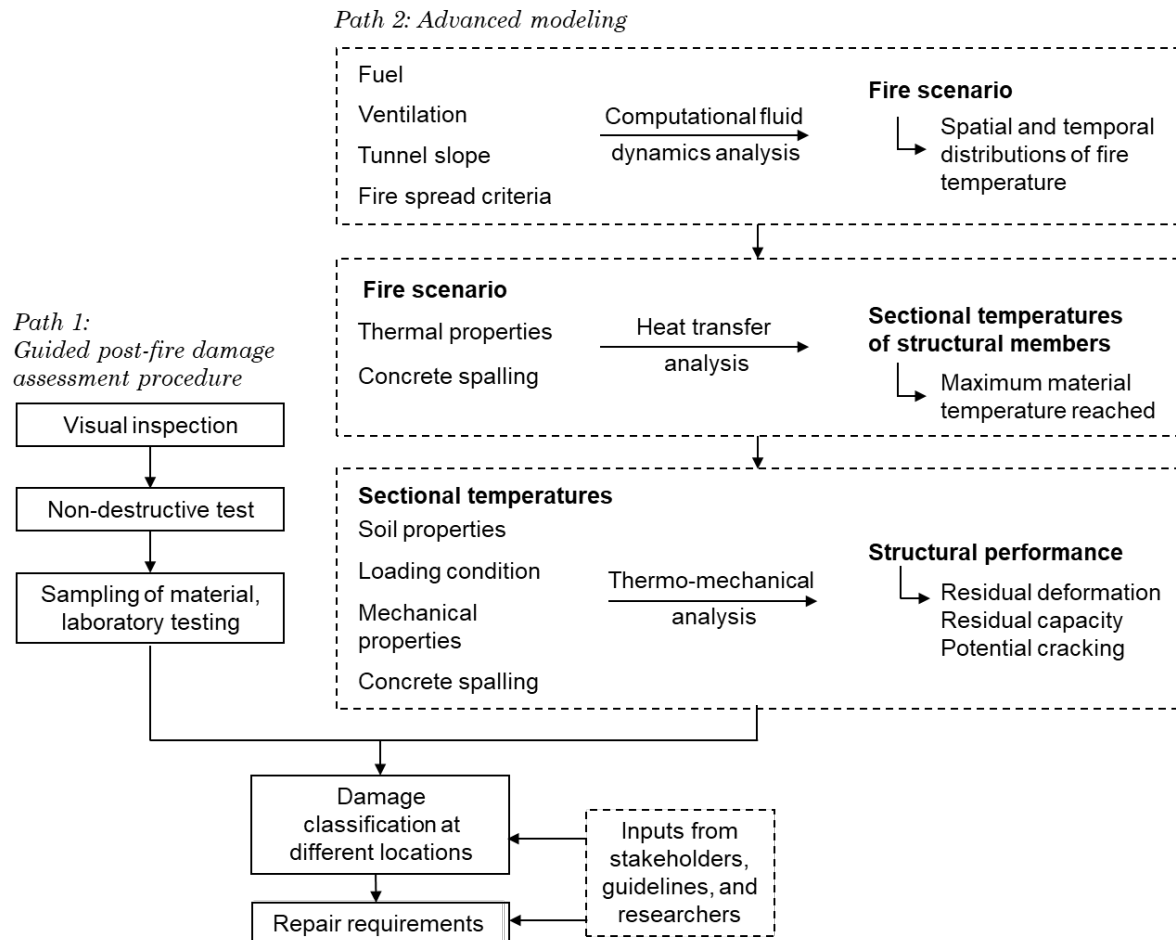 Path 2: Advanced modeling
Fuel
Ventilation
Tunnel slope
Fire spread criteria
Computational fluid
dynamics analysis
Fire scenario
Spatial and temporal
distributions of fire
temperature
Fire scenario
Thermal properties
Concrete spalling
Heat transfer
analysis
Sectional temperatures
of structural members
Maximum material
temperature reached
Path 1:
Guided post-fire damage
assessment procedure
Visual inspection
Non-destructive test
Sampling of material,
laboratory testing
Sectional temperatures
Soil properties
Loading condition
Mechanical
properties
Concrete spalling
Thermo-mechanical
analysis
Structural performance
Residual deformation
Residual capacity
Potential cracking
Damage
classification at
different locations
Inputs from
stakeholders,
guidelines, and
researchers
Repair requirements